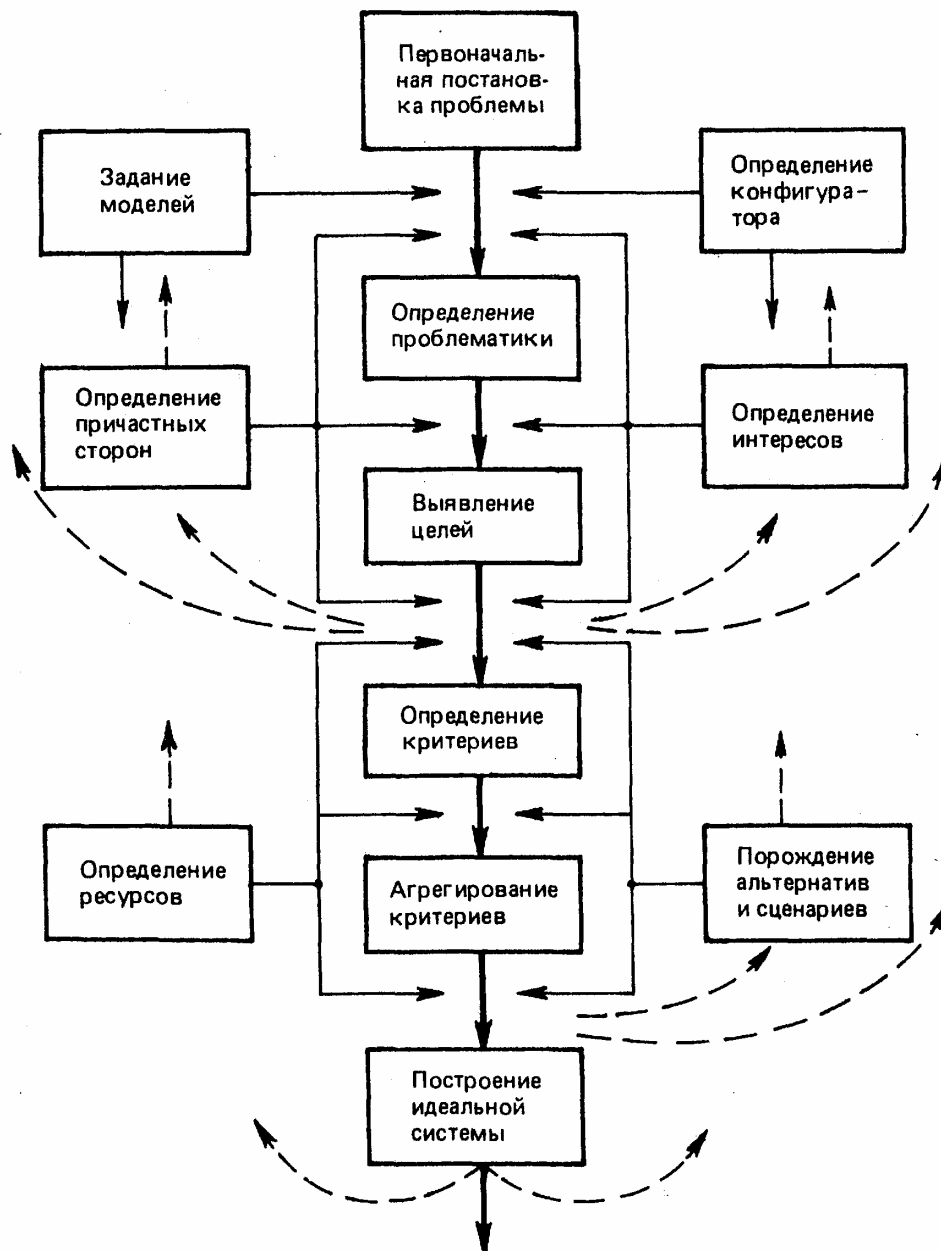 Первоначаль-
ная постанов-
ка проблемы
Задание
моделей
Определение
конфигура-
тора
Определение
проблематики
Определение
причастных
сторон
Определение
интересов
Выявление
целей
Определение
критериев
Определение
ресурсов
Агрегирование
критериев
Порождение
альтернатив
и сценариев
Построение
идеальной
системы